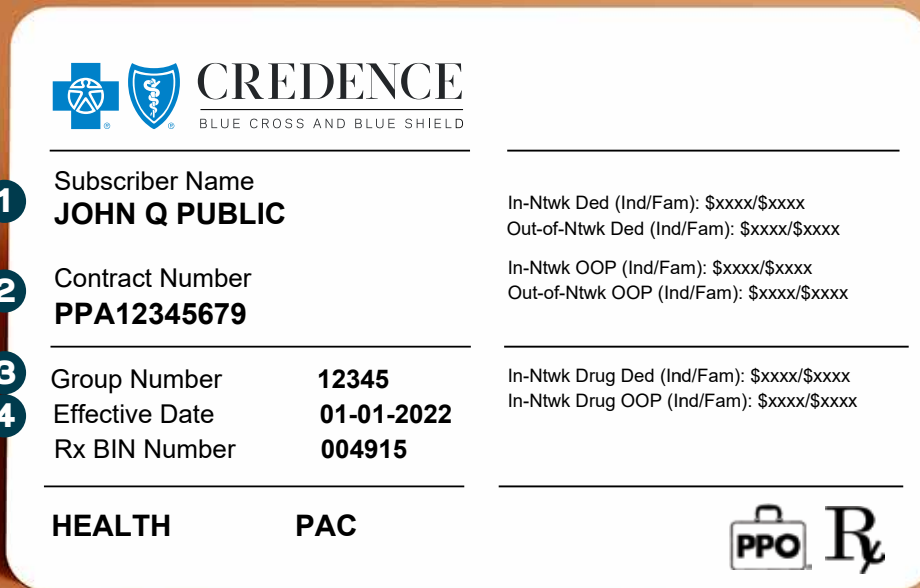 CREDENCE
BLUE CROSS AND BLUE SHIELD
1
Subscriber Name
JOHN Q PUBLIC
2
Contract Number
PPA12345679
3
Group Number 12345
4
Effective Date 01-01-2022
Rx BIN Number 004915
HEALTH PAC
In-Ntwk Ded (Ind/Fam): $xxxx/$xxxx
Out-of-Ntwk Ded (Ind/Fam): $xxxx/$xxxx
In-Ntwk OOP (Ind/Fam): $xxxx/$xxxx
Out-of-Ntwk OOP (Ind/Fam): $xxxx/$xxxx
In-Ntwk Drug Ded (Ind/Fam): $xxxx/$xxxx
In-Ntwk Drug OOP (Ind/Fam): $xxxx/$xxxx
PPO Rx